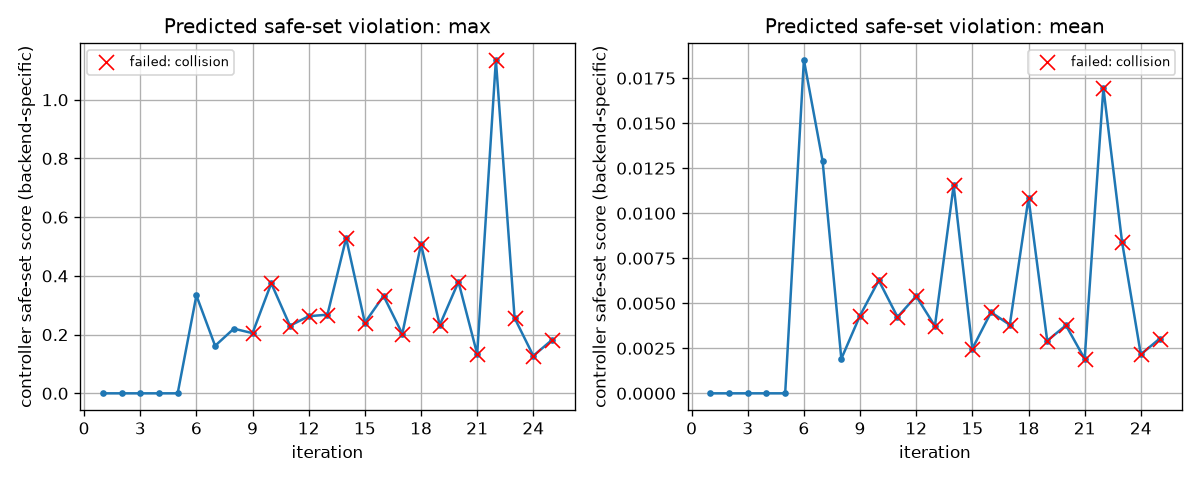 Predicted safe-set violation: max
controller safe-set score (backend-specific)
failed: collision
1.0
0.8
0.6
0.4
0.2
0.0
0 3 6 9 12 15 18 21 24
iteration
Predicted safe-set violation: mean
controller safe-set score (backend-specific)
failed: collision
0.0175
0.0150
0.0125
0.0100
0.0075
0.0050
0.0025
0.0000
0 3 6 9 12 15 18 21 24
iteration